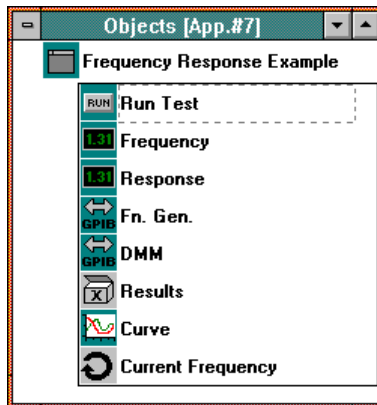 Objects [App.#7]
Frequency Response Example
RUN Run Test
1.31 Frequency
1.31 Response
GPIB Fn. Gen.
GPIB DMM
x Results
Curve
Current Frequency